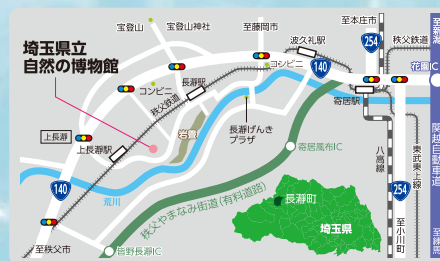 宝登山
宝登山神社
至藤岡市
波久礼駅
至本庄市
254
秩父鉄道
至新潟
花園IC
埼玉県立
自然の博物館
コンビニ
140
コンビニ
長瀞駅
秩父鉄道
寄居駅
関越自動車道
岩畳
長瀞げんき
プラザ
上長瀞
上長瀞駅
寄居風布IC
八高線
東武東上線
140
荒川
秩父やまなみ街道(有料道路)
長瀞町
埼玉県
254
至秩父市
皆野長瀞IC
至小川町
至練馬